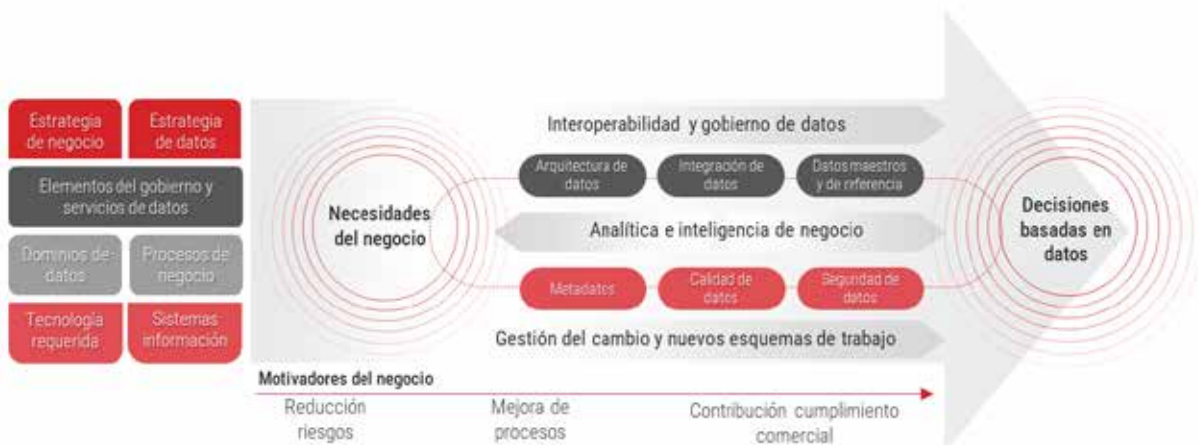 Estrategia
de negocio
Estrategia
de datos
Elementos del gobierno y
servicios de datos
Dominios de
datos
Procesos de
negocio
Tecnología
requerida
Sistemas
información
Necesidades
del negocio
Interoperabilidad y gobierno de datos
Arquitectura de
datos
Integración de
datos
Datos maestros
y de referencia
Analítica e inteligencia de negocio
Metadatos
Calidad de
datos
Seguridad de
datos
Gestión del cambio y nuevos esquemas de trabajo
Decisiones
basadas en
datos
Motivadores del negocio
Reducción
riesgos
Mejora de
procesos
Contribución cumplimiento
comercial